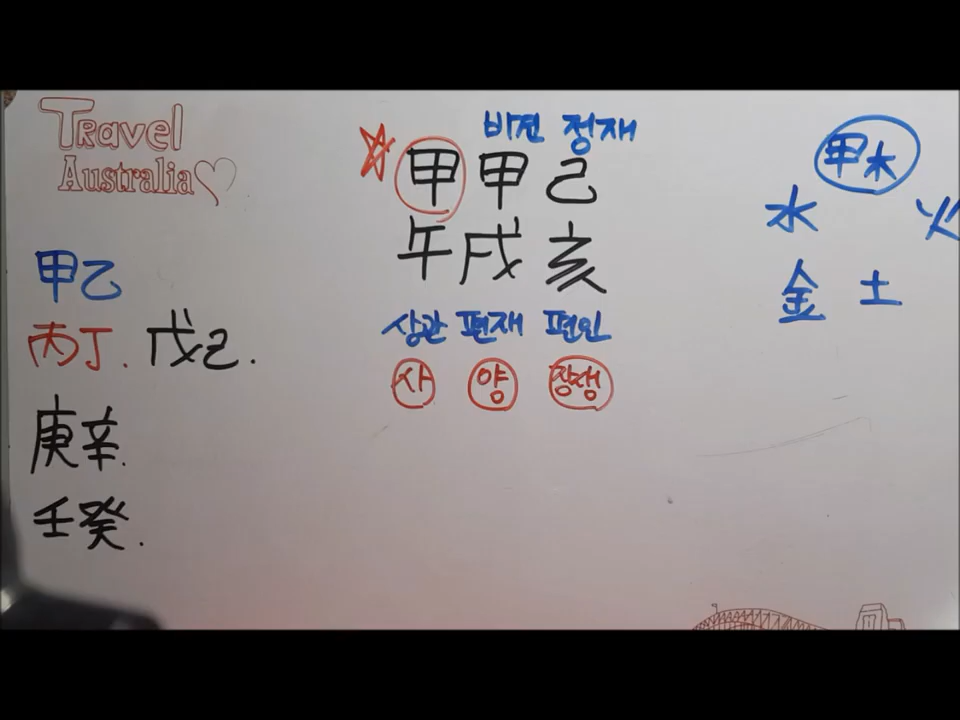 Travel
Australia
비견 정재
甲 甲 己
午 戌 亥
상관 편재 편인
사 양 장생
甲乙
丙丁. 戊己.
庚辛.
壬癸.
甲木
水 火
金 土